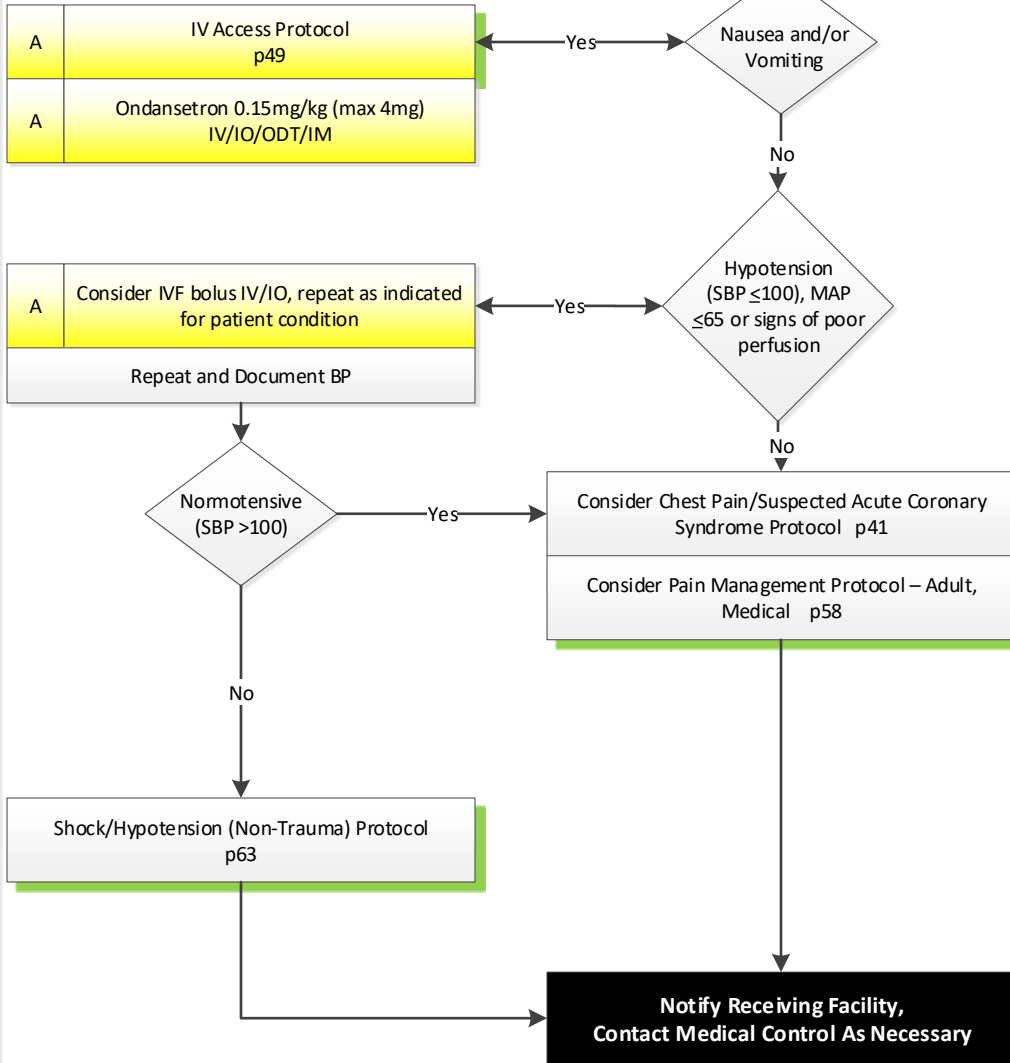 A
IV Access Protocol
p49
Yes
Nausea and/or
Vomiting
A
Ondansetron 0.15mg/kg (max 4mg)
IV/IO/ODT/IM
No
A
Consider IVF bolus IV/IO, repeat as indicated
for patient condition
Yes
Hypotension
(SBP ≤100), MAP
≤65 or signs of poor
perfusion
Repeat and Document BP
No
Normotensive
(SBP >100)
Yes
Consider Chest Pain/Suspected Acute Coronary
Syndrome Protocol p41
Consider Pain Management Protocol – Adult,
Medical p58
No
Shock/Hypotension (Non-Trauma) Protocol
p63
Notify Receiving Facility,
Contact Medical Control As Necessary